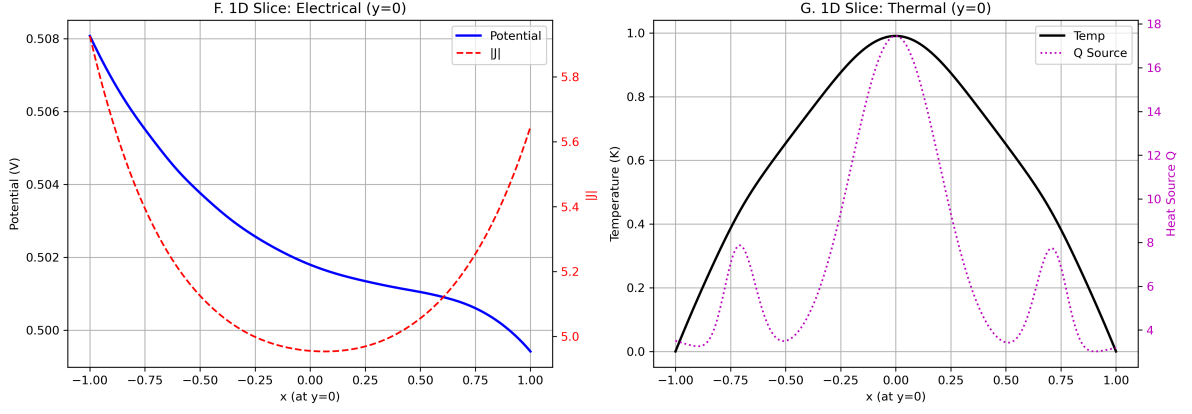 F. 1D Slice: Electrical (y=0)
Potential
|J|
0.508
0.506
0.504
0.502
0.500
Potential (V)
5.8
5.6
5.4
5.2
5.0
|J|
−1.00 −0.75 −0.50 −0.25 0.00 0.25 0.50 0.75 1.00
x (at y=0)
G. 1D Slice: Thermal (y=0)
Temp
Q Source
1.0
0.8
0.6
0.4
0.2
0.0
Temperature (K)
18
16
14
12
10
8
6
4
Heat Source Q
−1.00 −0.75 −0.50 −0.25 0.00 0.25 0.50 0.75 1.00
x (at y=0)